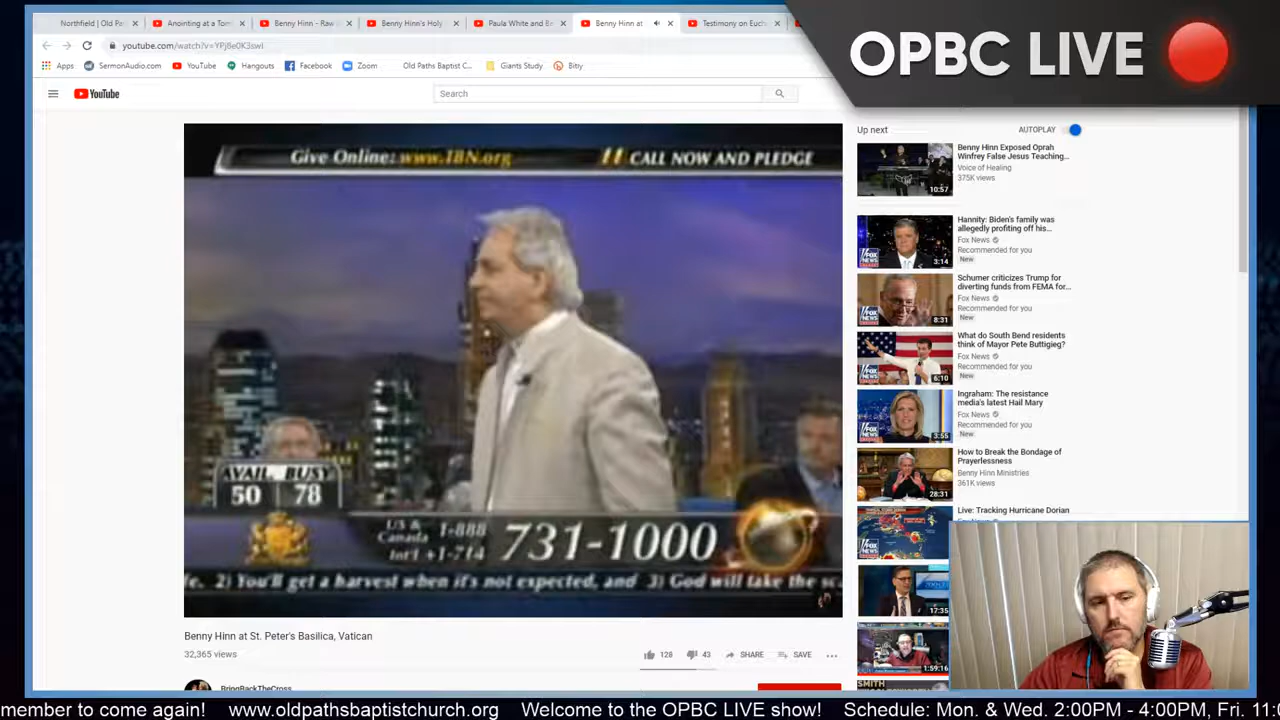 Northfield | Old Pa
Anointing at a Tom
Benny Hinn - Raw
Benny Hinn's Holy
Paula White and Be
Benny Hinn at
Testimony on Euch
youtube.com/watch?v=YPj8e0K3swI
Apps
SermonAudio.com
YouTube
Hangouts
Facebook
Zoom
Old Paths Baptist C...
Giants Study
Bitty
OPBC LIVE
YouTube
Search
Give Online: www.IBN.org
CALL NOW AND PLEDGE
US &
Canada
Int'l +1-214
731-1000
50 78
2) You'll get a harvest when it's not expected, and 3) God will take the
Benny Hinn at St. Peter's Basilica, Vatican
32,365 views
128
43
SHARE
SAVE
BringBackTheCross
Up next
AUTOPLAY
Benny Hinn Exposed Oprah
Winfrey False Jesus Teaching...
Voice of Healing
375K views
10:57
Hannity: Biden's family was
allegedly profiting off his...
Fox News
Recommended for you
New
3:14
Schumer criticizes Trump for
diverting funds from FEMA for...
Fox News
Recommended for you
New
8:31
What do South Bend residents
think of Mayor Pete Buttigieg?
Fox News
Recommended for you
New
6:10
Ingraham: The resistance
media's latest Hail Mary
Fox News
Recommended for you
New
3:55
How to Break the Bondage of
Prayerlessness
Benny Hinn Ministries
361K views
28:31
Live: Tracking Hurricane Dorian
17:35
1:59:16
SMITH
member to come again! www.oldpathsbaptistchurch.org Welcome to the OPBC LIVE show! Schedule: Mon. & Wed. 2:00PM - 4:00PM, Fri. 11:0